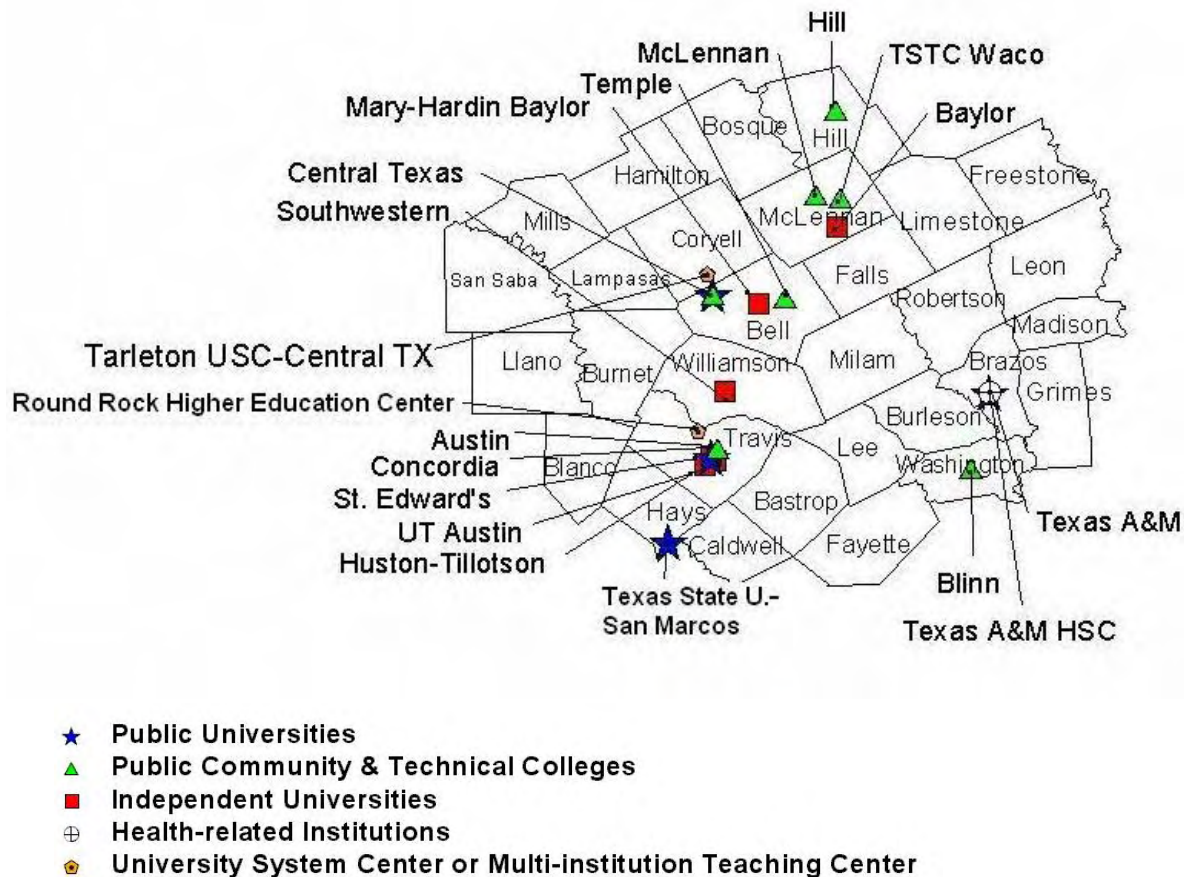 Hill
McLennan
TSTC Waco
Temple
Mary-Hardin Baylor
Baylor
Bosque
Hill
Central Texas
Hamilton
Freestone
Southwestern
Mills
McLennan
Limestone
Coryell
San Saba
Lampasas
Falls
Leon
Robertson
Bell
Madison
Tarleton USC-Central TX
Llano
Williamson
Milam
Brazos
Burnet
Grimes
Round Rock Higher Education Center
Burleson
Austin
Travis
Lee
Concordia
Blanco
Washington
St. Edward's
Bastrop
Hays
UT Austin
Texas A&M
Huston-Tillotson
Caldwell
Fayette
Blinn
Texas State U.-
San Marcos
Texas A&M HSC
Public Universities
Public Community & Technical Colleges
Independent Universities
Health-related Institutions
University System Center or Multi-institution Teaching Center